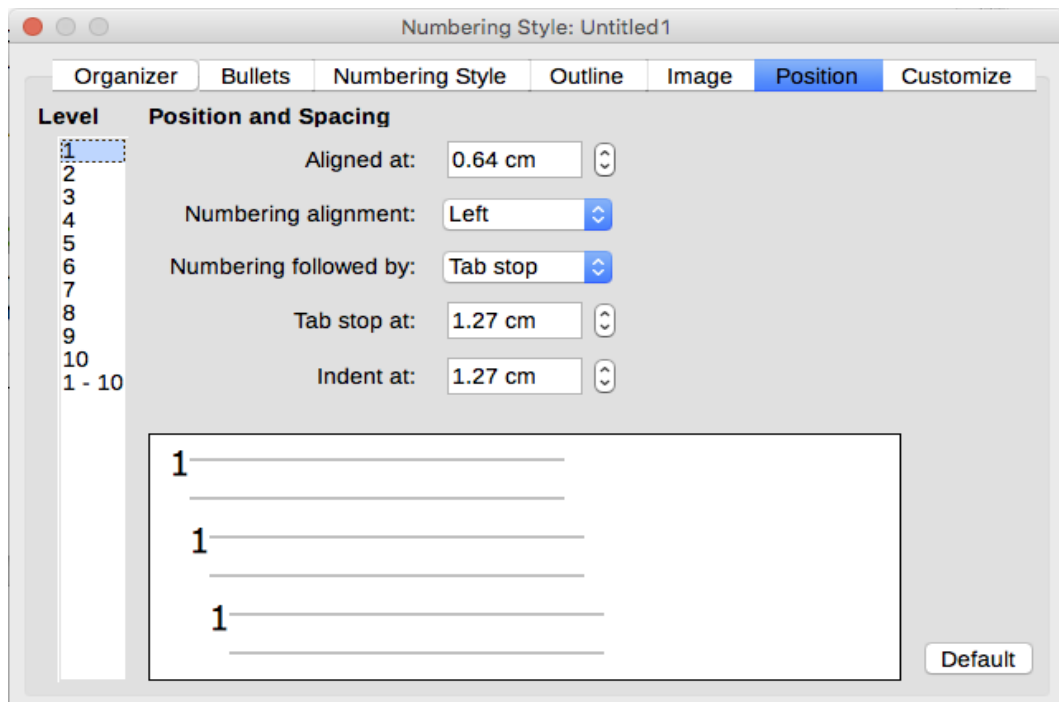 Numbering Style: Untitled1
Organizer Bullets Numbering Style Outline Image Position Customize
Level Position and Spacing
1
2
3
4
5
6
7
8
9
10
1 - 10
Aligned at: 0.64 cm
Numbering alignment: Left
Numbering followed by: Tab stop
Tab stop at: 1.27 cm
Indent at: 1.27 cm
1
1
1
Default